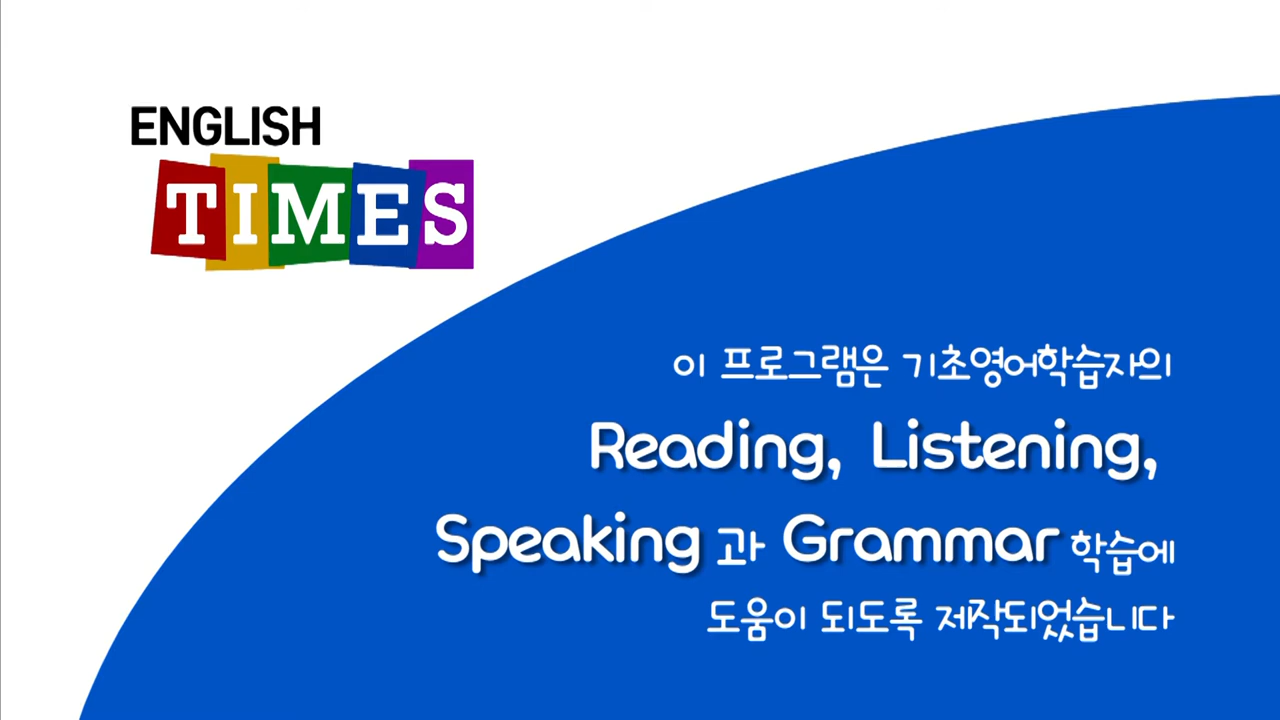 ENGLISH
TIMES
이 프로그램은 기초영어학습자의
Reading, Listening,
Speaking 과 Grammar 학습에
도움이 되도록 제작되었습니다